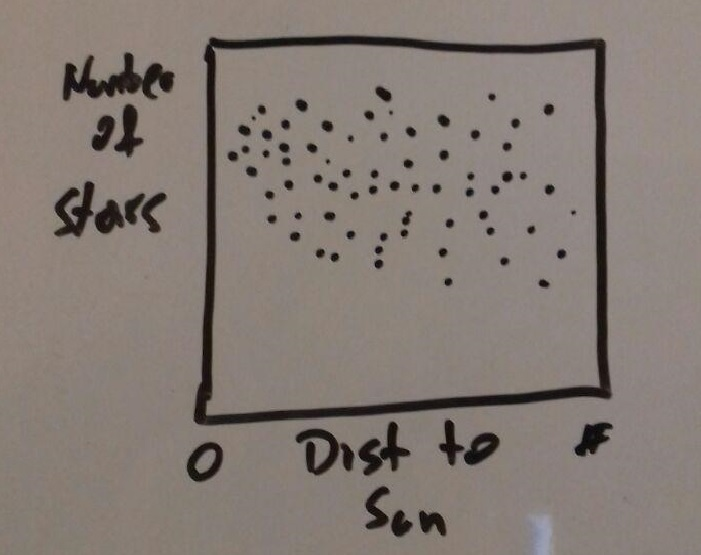 Number
of
Stars
0 Dist to #
Sun